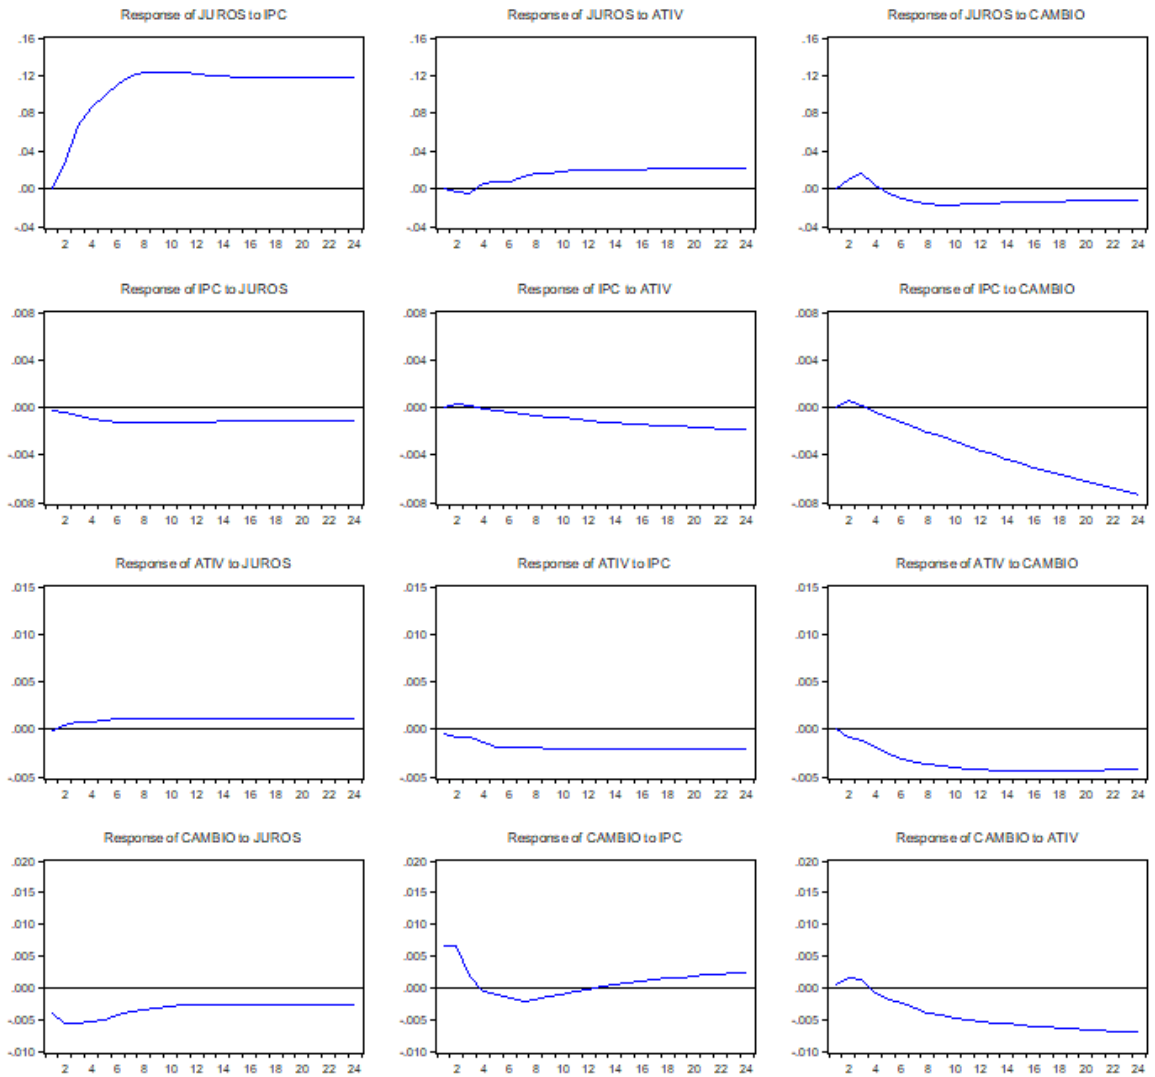 Response of JUROS to IPC
.16
.12
.08
.04
.00
-.04
2 4 6 8 10 12 14 16 18 20 22 24
Response of JUROS to ATIV
.16
.12
.08
.04
.00
-.04
2 4 6 8 10 12 14 16 18 20 22 24
Response of JUROS to CAMBIO
.16
.12
.08
.04
.00
-.04
2 4 6 8 10 12 14 16 18 20 22 24
Response of IPC to JUROS
.008
.004
.000
-.004
-.008
2 4 6 8 10 12 14 16 18 20 22 24
Response of IPC to ATIV
.008
.004
.000
-.004
-.008
2 4 6 8 10 12 14 16 18 20 22 24
Response of IPC to CAMBIO
.008
.004
.000
-.004
-.008
2 4 6 8 10 12 14 16 18 20 22 24
Response of ATIV to JUROS
.015
.010
.005
.000
-.005
2 4 6 8 10 12 14 16 18 20 22 24
Response of ATIV to IPC
.015
.010
.005
.000
-.005
2 4 6 8 10 12 14 16 18 20 22 24
Response of ATIV to CAMBIO
.015
.010
.005
.000
-.005
2 4 6 8 10 12 14 16 18 20 22 24
Response of CAMBIO to JUROS
.020
.015
.010
.005
.000
-.005
-.010
2 4 6 8 10 12 14 16 18 20 22 24
Response of CAMBIO to IPC
.020
.015
.010
.005
.000
-.005
-.010
2 4 6 8 10 12 14 16 18 20 22 24
Response of CAMBIO to ATIV
.020
.015
.010
.005
.000
-.005
-.010
2 4 6 8 10 12 14 16 18 20 22 24